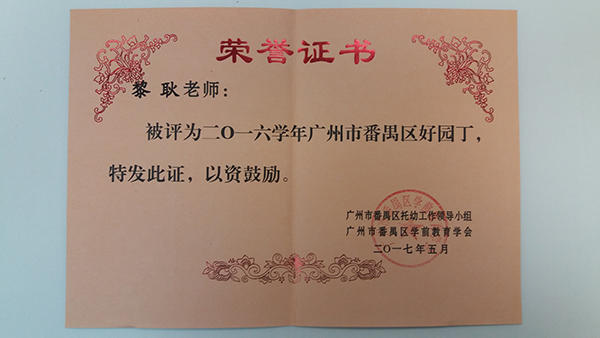 荣誉证书
黎 耿老师：
被评为二〇一六学年广州市番禺区好园丁，
特发此证，以资鼓励。
广州市番禺区托幼工作领导小组
广州市番禺区学前教育学会
二〇一七年五月